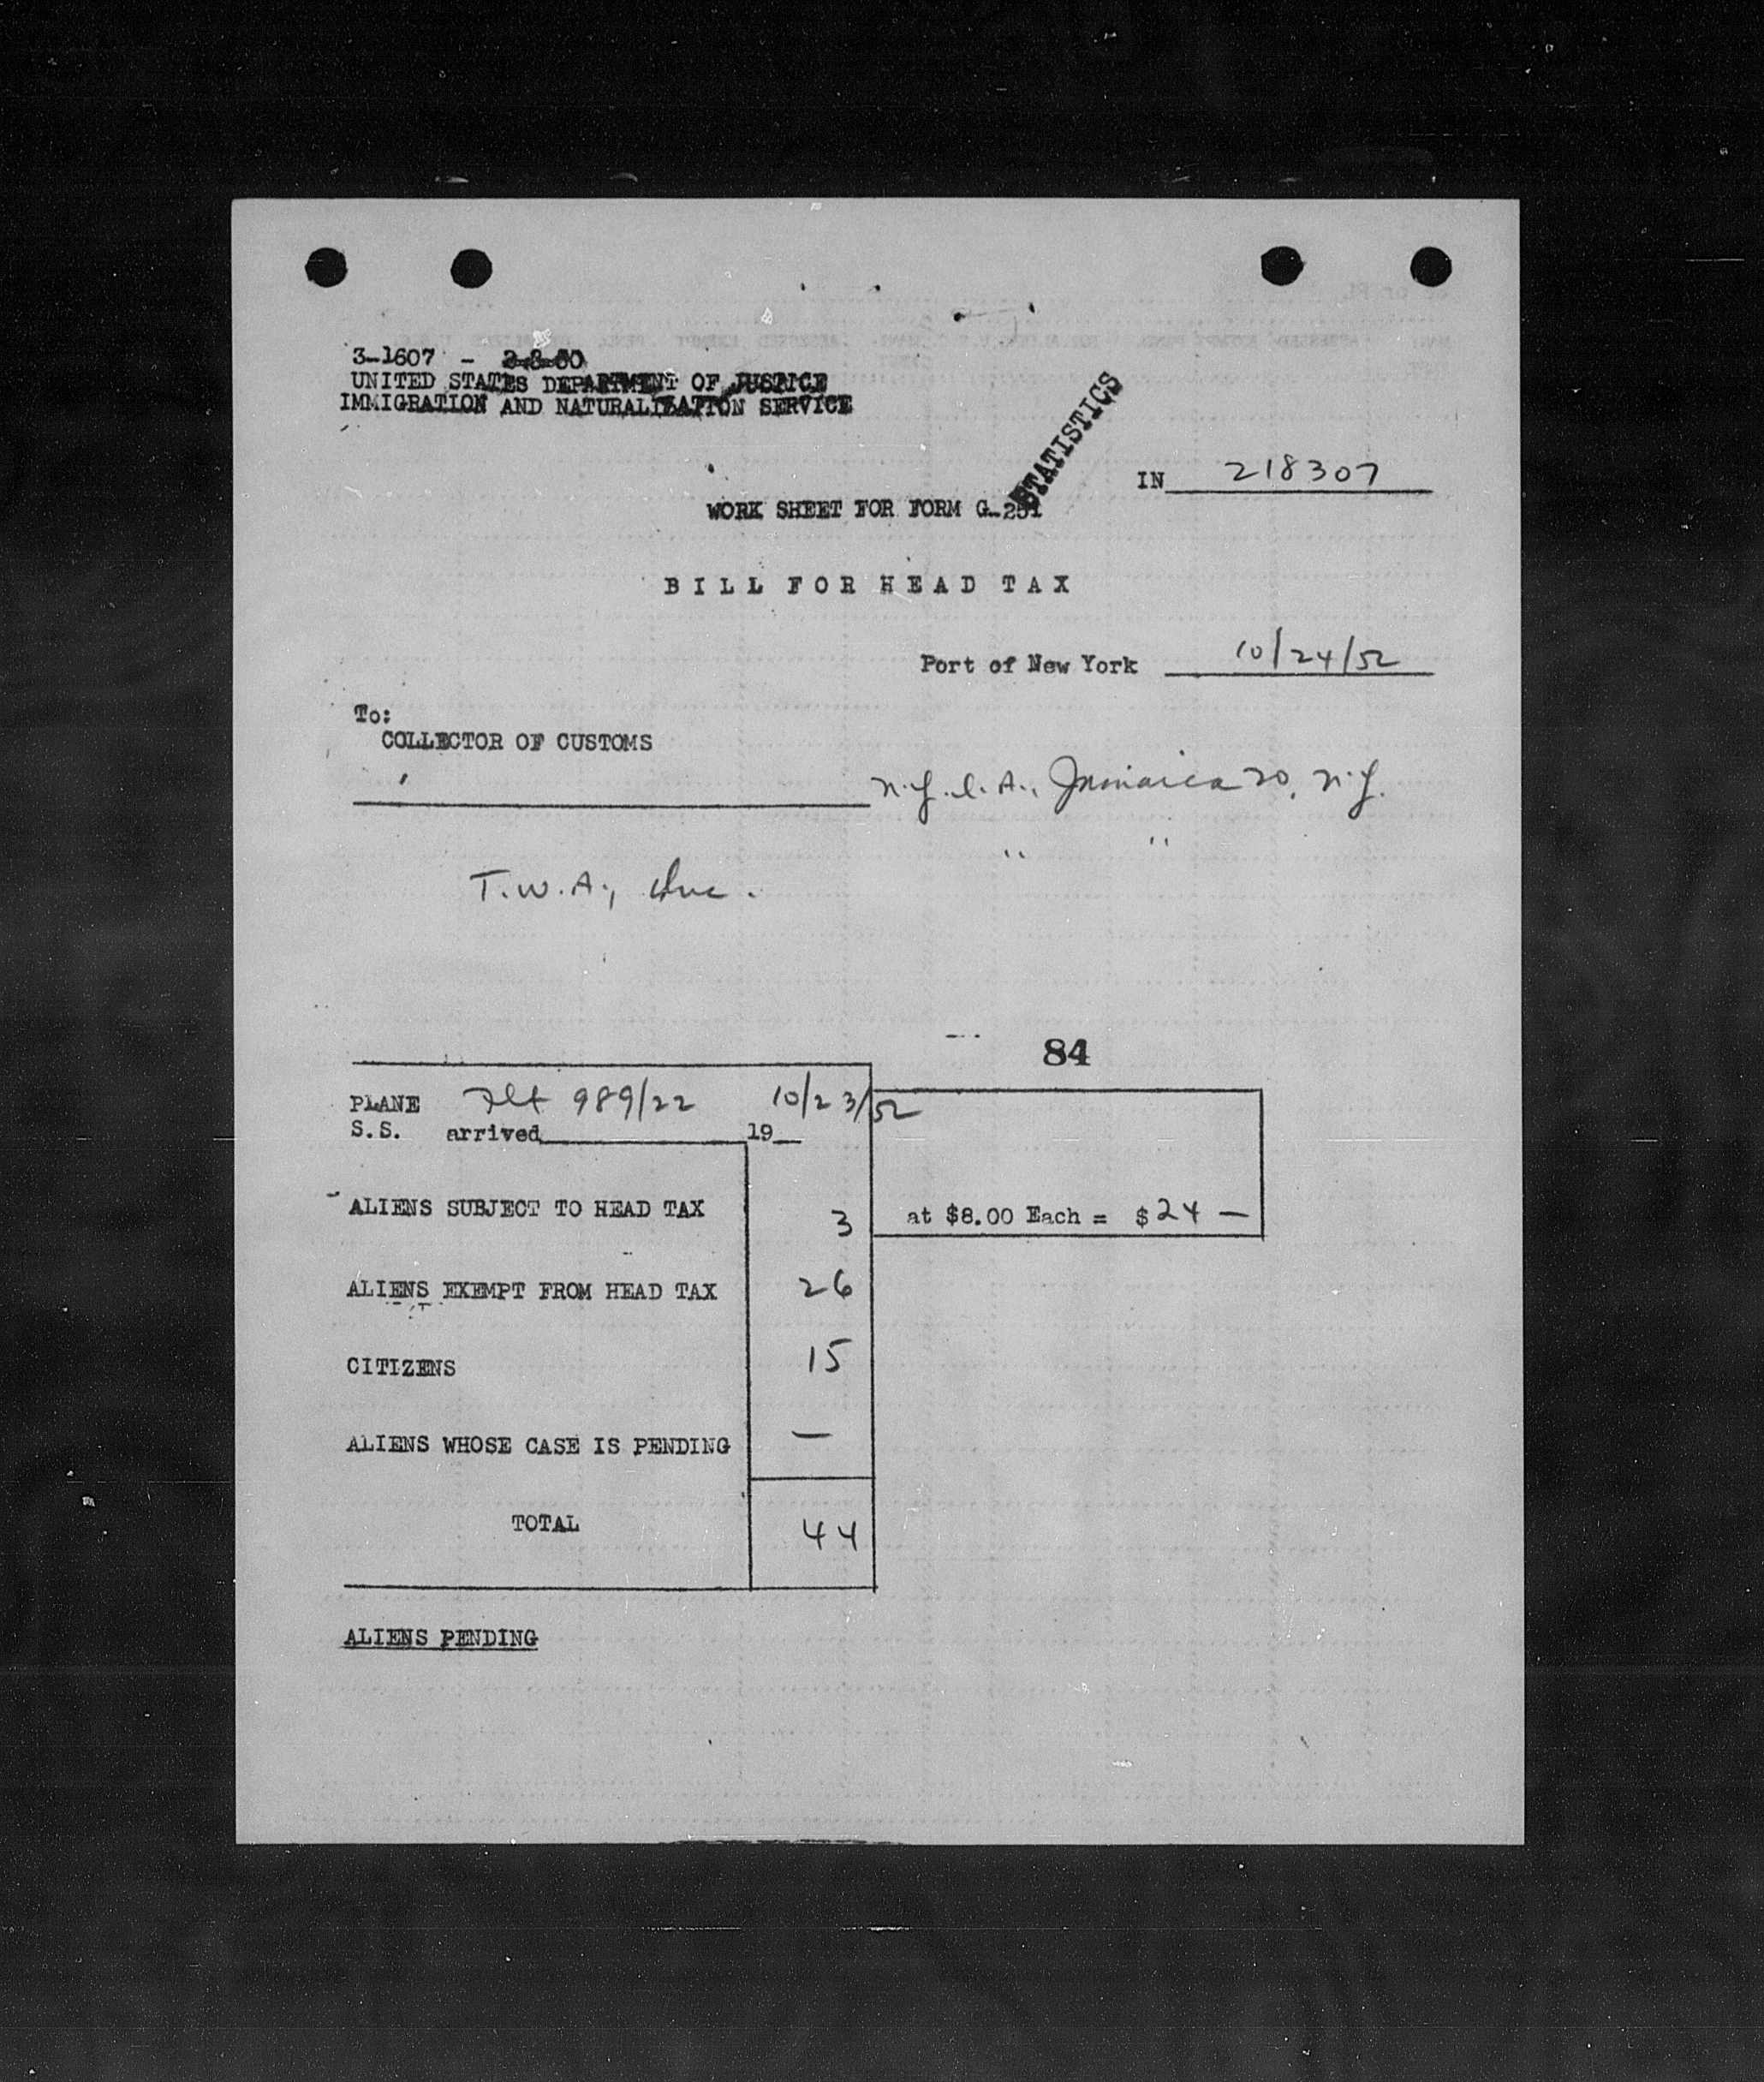 3-1607 - 2-8-50
UNITED STATES DEPARTMENT OF JUSTICE
IMMIGRATION AND NATURALIZATION SERVICE
STATISTICS
IN 218307
WORK SHEET FOR FORM G-251
BILL FOR HEAD TAX
Port of New York 10/24/52
To:
COLLECTOR OF CUSTOMS
N.Y.I.A., Jamaica 20, N.Y.
" "
T.W.A., Inc.
84
PLANE Flt 989/22 10/23/52
S.S. arrived 19
ALIENS SUBJECT TO HEAD TAX 3 at $8.00 Each = $24 —
ALIENS EXEMPT FROM HEAD TAX 26
CITIZENS 15
ALIENS WHOSE CASE IS PENDING —
TOTAL 44
ALIENS PENDING